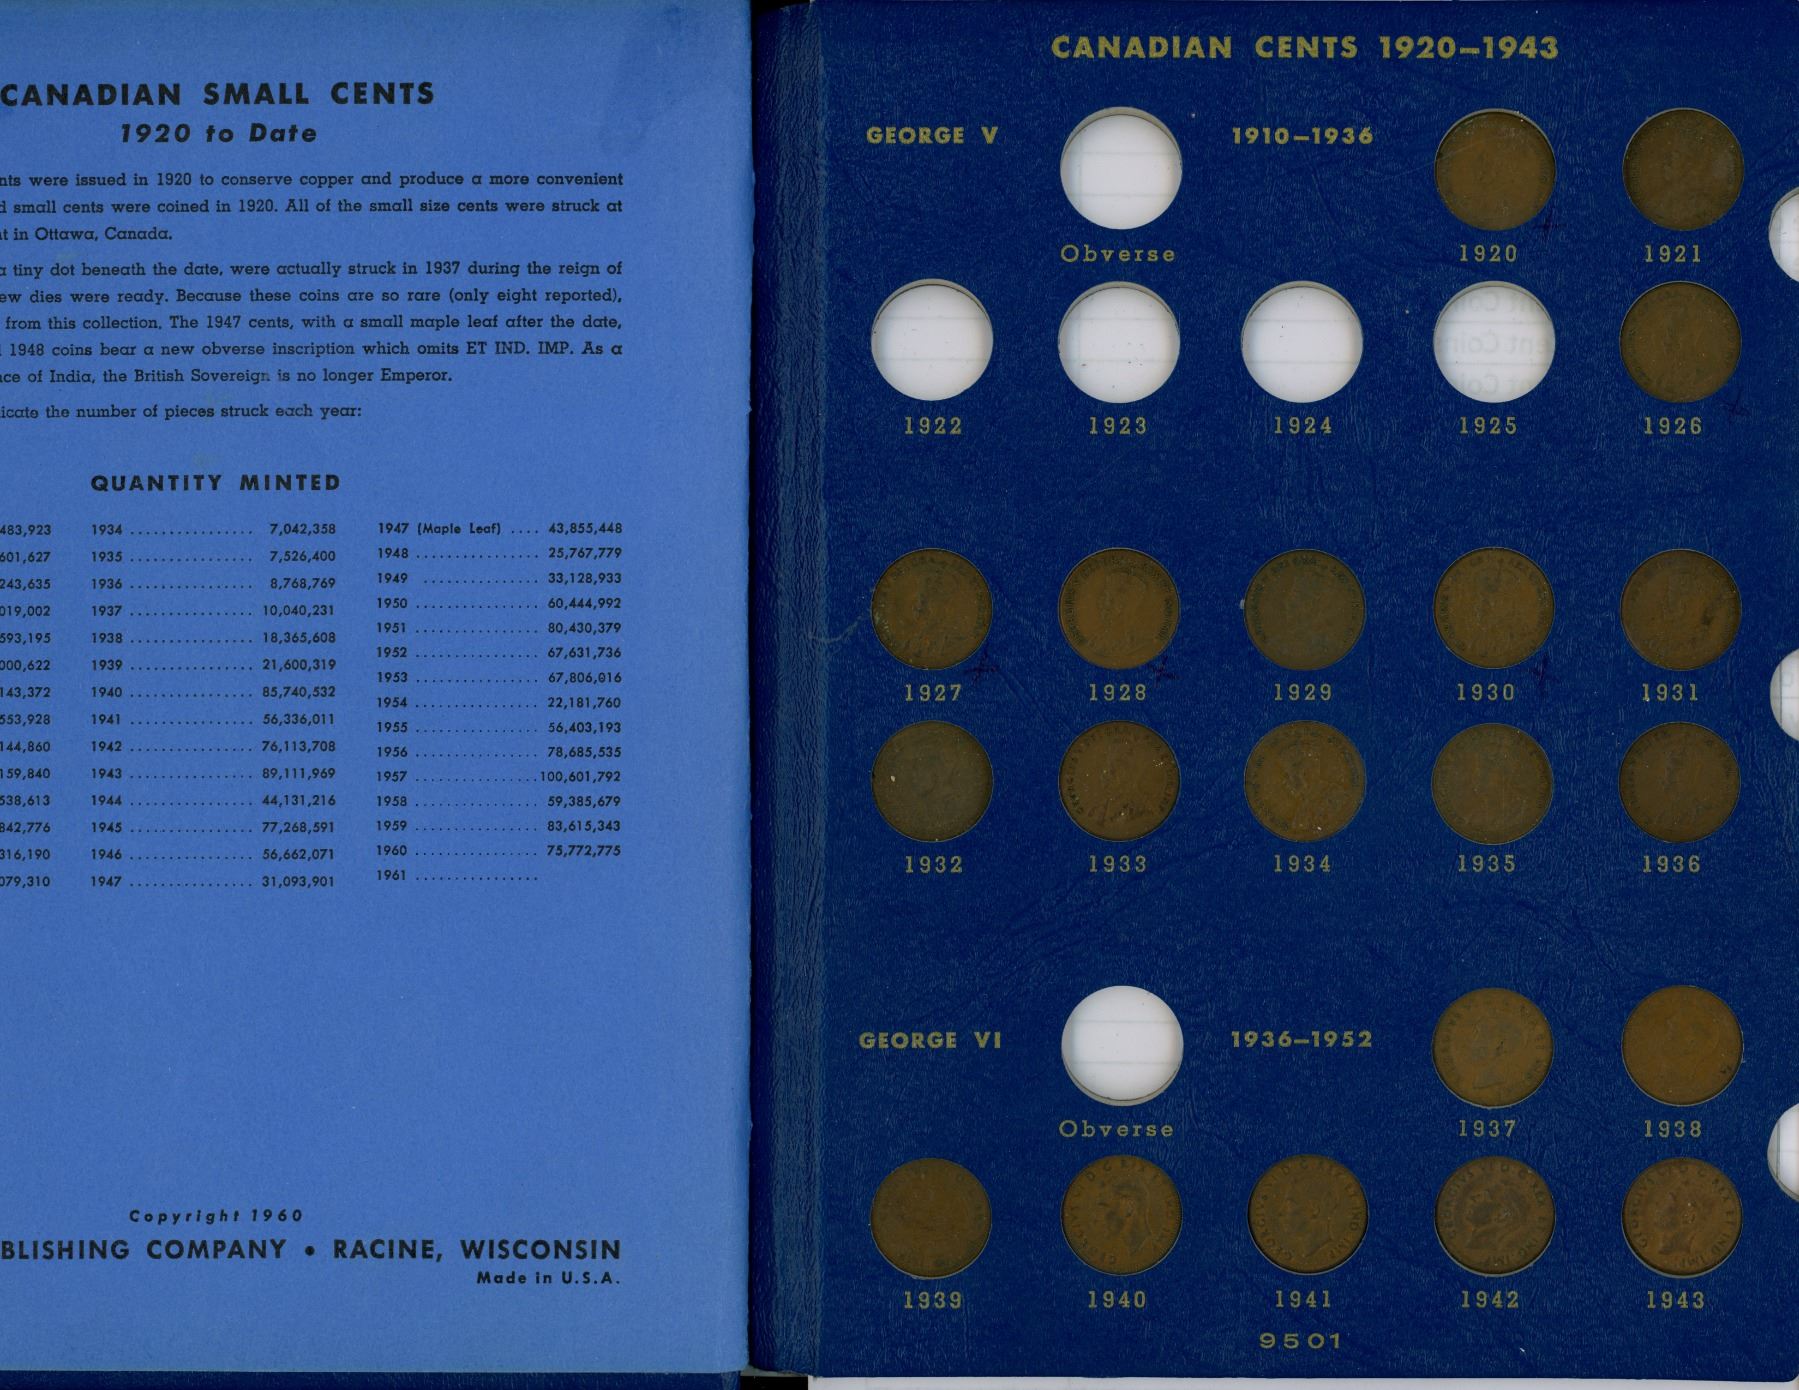 CANADIAN SMALL CENTS
1920 to Date
were issued in 1920 to conserve copper and produce a more convenient
small cents were coined in 1920. All of the small size cents were struck at
in Ottawa, Canada.
a tiny dot beneath the date, were actually struck in 1937 during the reign of
dies were ready. Because these coins are so rare (only eight reported),
from this collection. The 1947 cents, with a small maple leaf after the date,
1948 coins bear a new obverse inscription which omits ET IND. IMP. As a
of India, the British Sovereign is no longer Emperor.
the number of pieces struck each year:
QUANTITY MINTED
483,923 1934 ............... 7,042,358 1947 (Maple Leaf) .... 43,855,448
601,627 1935 ............... 7,526,400 1948 ............... 25,767,779
243,635 1936 ............... 8,768,769 1949 ............... 33,128,933
019,002 1937 ............... 10,040,231 1950 ............... 60,444,992
593,195 1938 ............... 18,365,608 1951 ............... 80,430,379
000,622 1939 ............... 21,600,319 1952 ............... 67,631,736
143,372 1940 ............... 85,740,532 1953 ............... 67,806,016
553,928 1941 ............... 56,336,011 1954 ............... 22,181,760
144,860 1942 ............... 76,113,708 1955 ............... 56,403,193
159,840 1943 ............... 89,111,969 1956 ............... 78,685,535
538,613 1944 ............... 44,131,216 1957 ............... 100,601,792
842,776 1945 ............... 77,268,591 1958 ............... 59,385,679
316,190 1946 ............... 56,662,071 1959 ............... 83,615,343
079,310 1947 ............... 31,093,901 1960 ............... 75,772,775
1961 ...............
Copyright 1960
BLISHING COMPANY • RACINE, WISCONSIN
Made in U.S.A.
CANADIAN CENTS 1920–1943
GEORGE V 1910–1936
Obverse 1920 1921
1922 1923 1924 1925 1926
1927 1928 1929 1930 1931
1932 1933 1934 1935 1936
GEORGE VI 1936–1952
Obverse 1937 1938
1939 1940 1941 1942 1943
9501